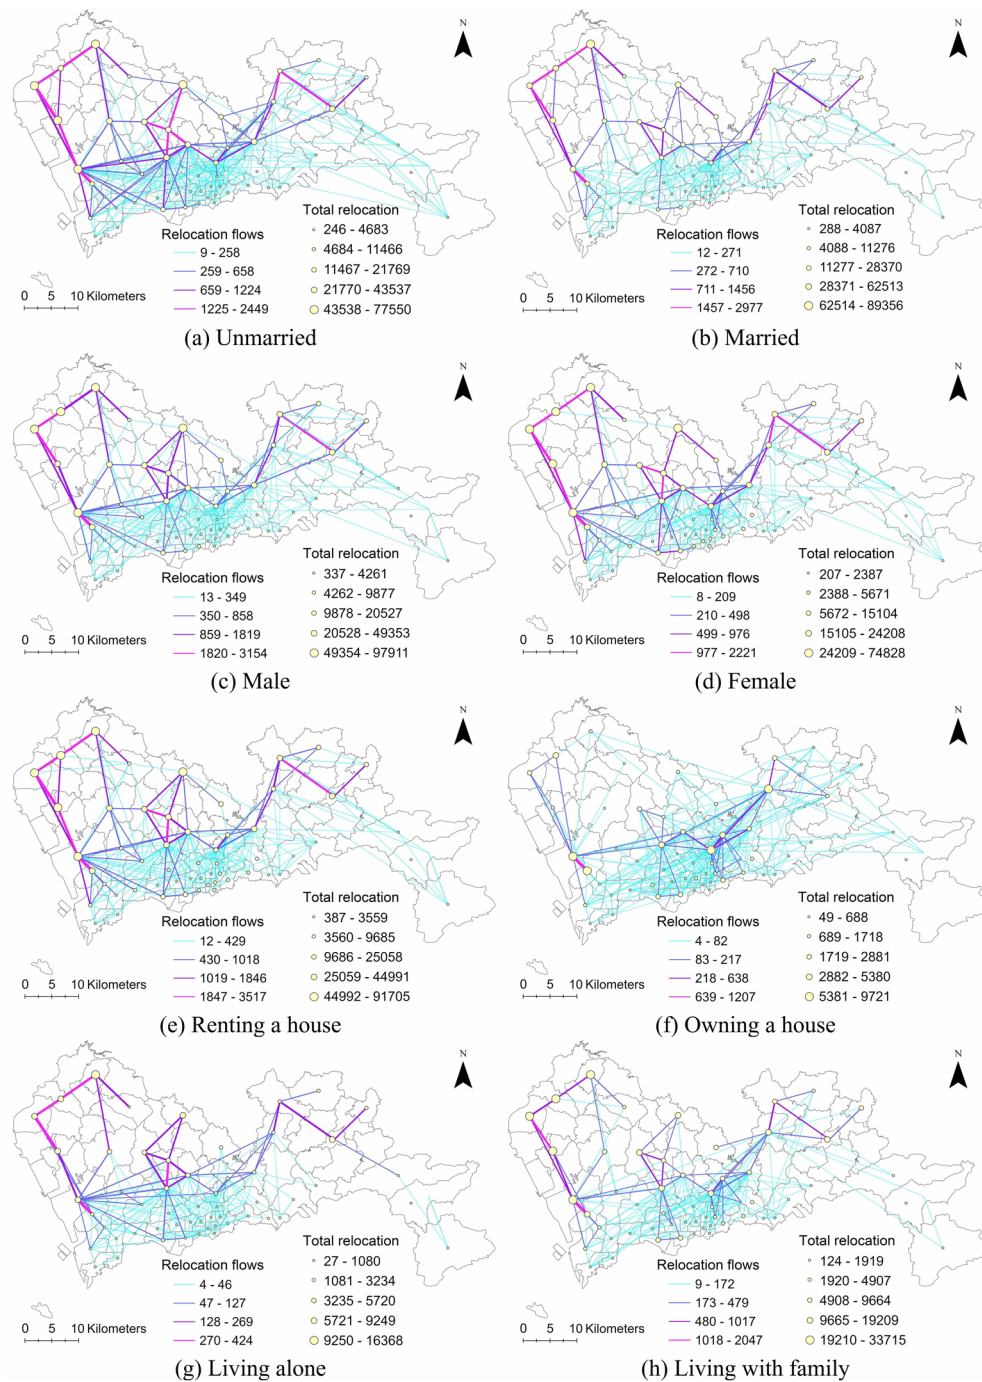 N
N
Relocation flows
9 - 258
259 - 658
659 - 1224
1225 - 2449
Total relocation
246 - 4683
4684 - 11466
11467 - 21769
21770 - 43537
43538 - 77550
0 5 10 Kilometers
(a) Unmarried
Relocation flows
12 - 271
272 - 710
711 - 1456
1457 - 2977
Total relocation
288 - 4087
4088 - 11276
11277 - 28370
28371 - 62513
62514 - 89356
0 5 10 Kilometers
(b) Married
N
N
Relocation flows
13 - 349
350 - 858
859 - 1819
1820 - 3154
Total relocation
337 - 4261
4262 - 9877
9878 - 20527
20528 - 49353
49354 - 97911
0 5 10 Kilometers
(c) Male
Relocation flows
8 - 209
210 - 498
499 - 976
977 - 2221
Total relocation
207 - 2387
2388 - 5671
5672 - 15104
15105 - 24208
24209 - 74828
0 5 10 Kilometers
(d) Female
N
N
Relocation flows
12 - 429
430 - 1018
1019 - 1846
1847 - 3517
Total relocation
387 - 3559
3560 - 9685
9686 - 25058
25059 - 44991
44992 - 91705
0 5 10 Kilometers
(e) Renting a house
Relocation flows
4 - 82
83 - 217
218 - 638
639 - 1207
Total relocation
49 - 688
689 - 1718
1719 - 2881
2882 - 5380
5381 - 9721
0 5 10 Kilometers
(f) Owning a house
N
N
Relocation flows
4 - 46
47 - 127
128 - 269
270 - 424
Total relocation
27 - 1080
1081 - 3234
3235 - 5720
5721 - 9249
9250 - 16368
0 5 10 Kilometers
(g) Living alone
Relocation flows
9 - 172
173 - 479
480 - 1017
1018 - 2047
Total relocation
124 - 1919
1920 - 4907
4908 - 9664
9665 - 19209
19210 - 33715
0 5 10 Kilometers
(h) Living with family